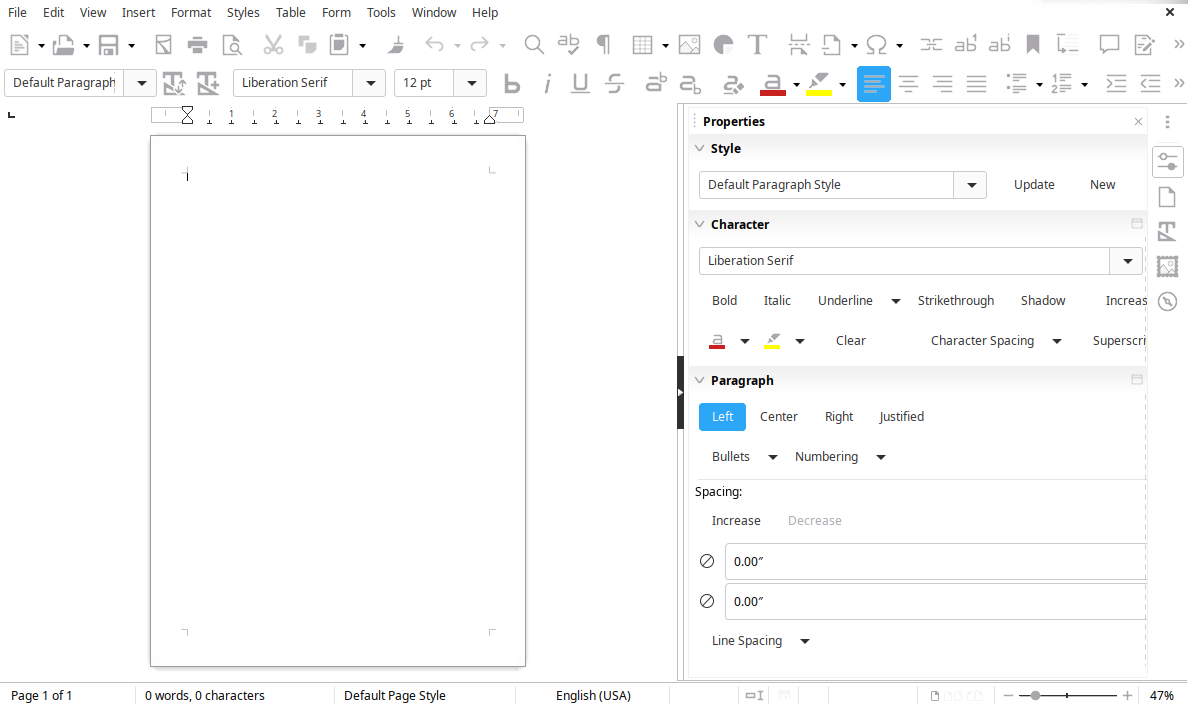 File Edit View Insert Format Styles Table Form Tools Window Help
Default Paragraph Liberation Serif 12 pt
1 2 3 4 5 6 7
Properties
Style
Default Paragraph Style Update New
Character
Liberation Serif
Bold Italic Underline Strikethrough Shadow Increas
Clear Character Spacing Superscri
Paragraph
Left Center Right Justified
Bullets Numbering
Spacing:
Increase Decrease
0.00″
0.00″
Line Spacing
Page 1 of 1 0 words, 0 characters Default Page Style English (USA) 47%